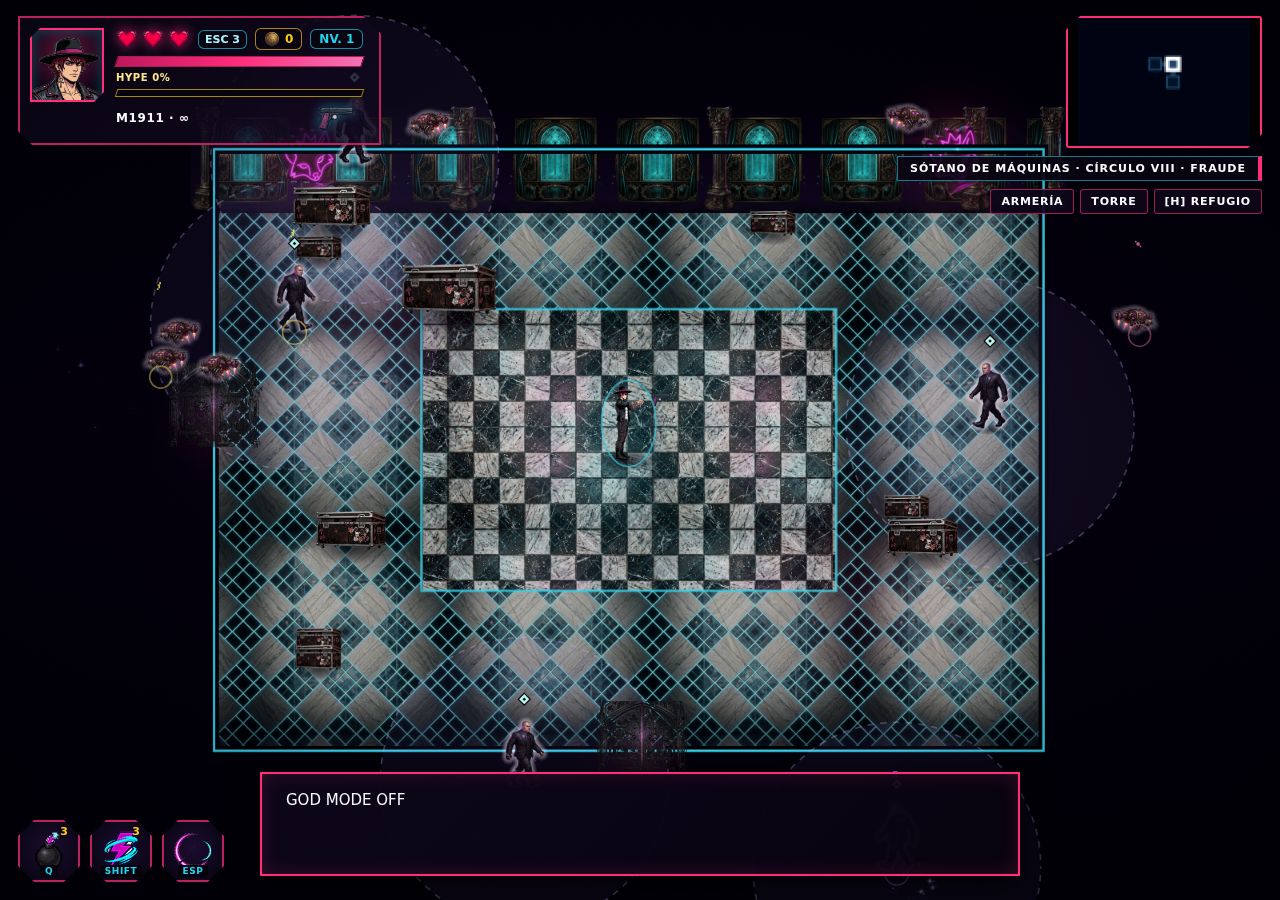 ESC 3
0
NV. 1
HYPE 0%
M1911 · ∞
SÓTANO DE MÁQUINAS · CÍRCULO VIII · FRAUDE
ARMERÍA
TORRE
[H] REFUGIO
GOD MODE OFF
3
Q
3
SHIFT
ESP